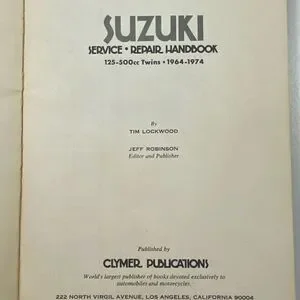 SUZUKI
SERVICE • REPAIR HANDBOOK
125-500cc Twins • 1964-1974
By
TIM LOCKWOOD
JEFF ROBINSON
Editor and Publisher
Published by
CLYMER PUBLICATIONS
World's largest publisher of books devoted exclusively to
automobiles and motorcycles.
222 NORTH VIRGIL AVENUE, LOS ANGELES, CALIFORNIA 90004